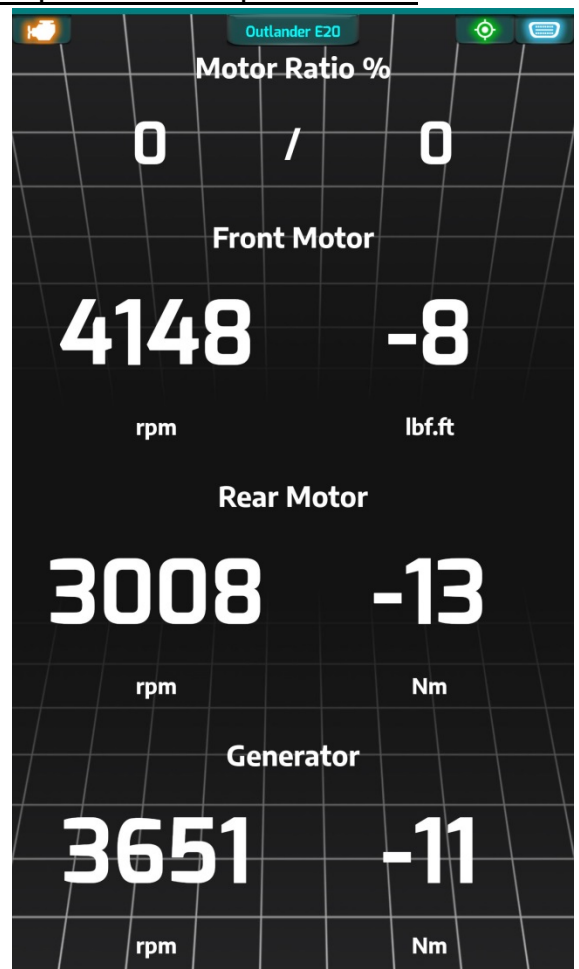 Outlander E20
Motor Ratio %
0 / 0
Front Motor
4148 -8
rpm lbf.ft
Rear Motor
3008 -13
rpm Nm
Generator
3651 -11
rpm Nm